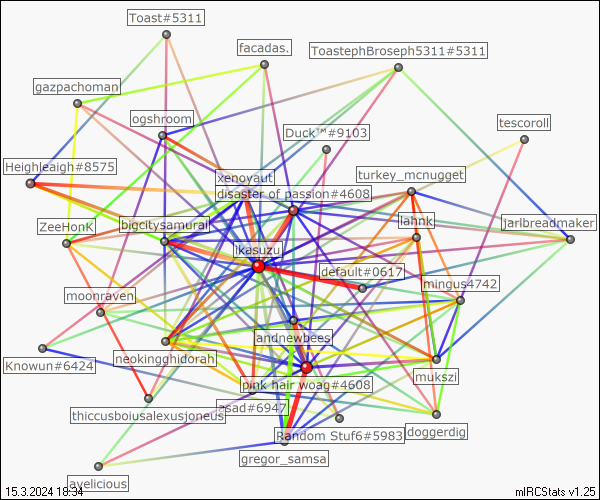 Toast#5311
facadas.
ToastephBroseph5311#5311
gazpachoman
ogshroom
Duck™#9103
tescoroll
Heighleaigh#8575
xenoyaut
turkey_mcnugget
disaster of passion#4608
ZeeHonK
bigcitysamurai
lahnk
Jarlbreadmaker
ikasuzu
default#0617
mingus4742
moonraven
andnewbees
Knowun#6424
neokingghidorah
mukszi
pink hair woag#4608
thiccusboiusalexusjoneus
asad#6947
doggerdig
Random Stuf6#5983
gregor_samsa
avelicious
15.3.2024 18:34
mIRCStats v1.25